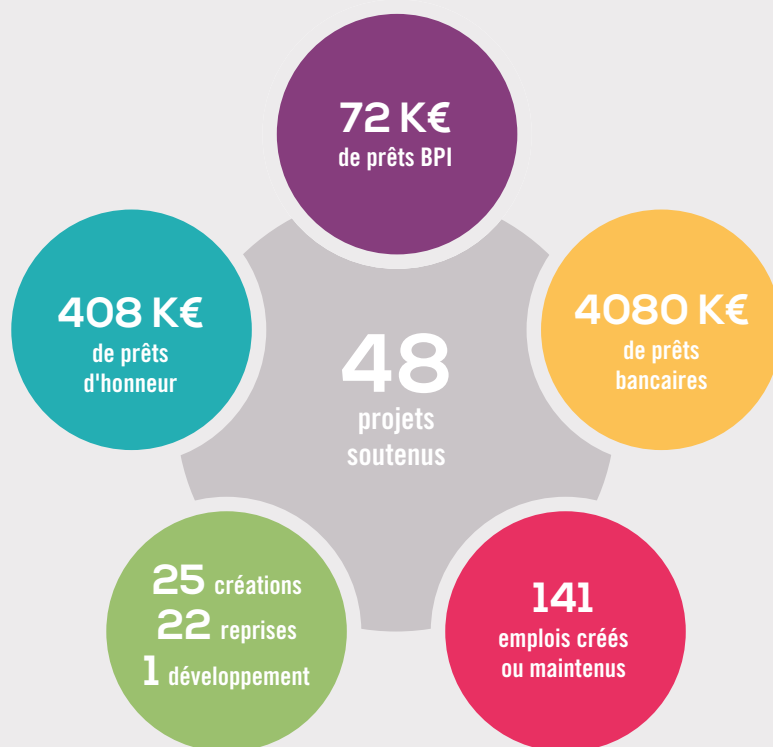 72 K€
de prêts BPI
408 K€
de prêts
d'honneur
4080 K€
de prêts
bancaires
48
projets
soutenus
25 créations
22 reprises
1 développement
141
emplois créés
ou maintenus